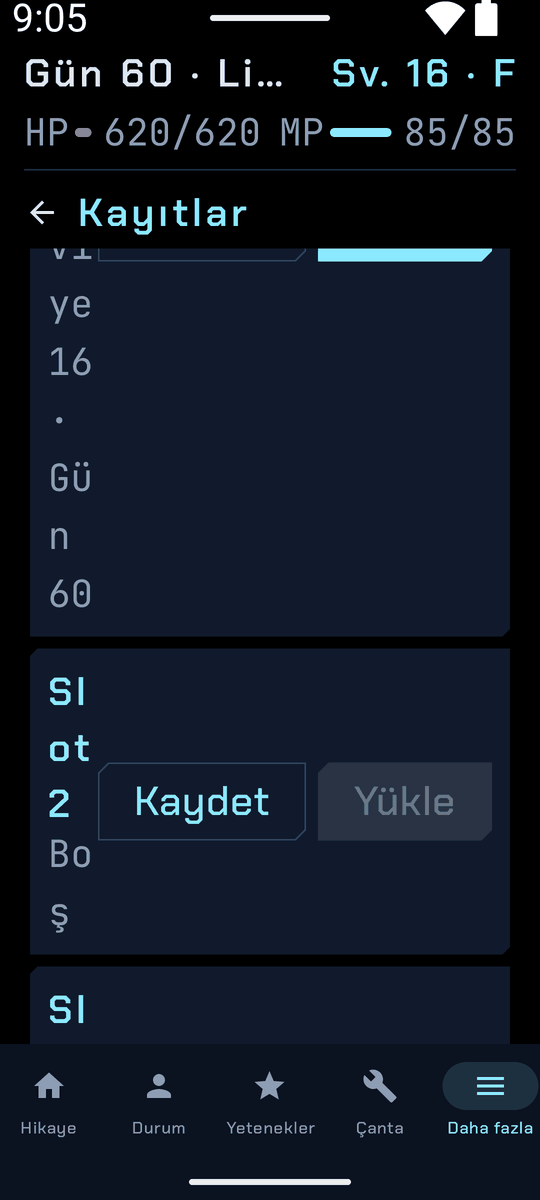 9:05
Gün 60 · Li… Sv. 16 · F
HP 620/620 MP 85/85
Kayıtlar
vi
ye
16
·
Gü
n
60
Sl
ot
2
Bo
ş
Kaydet Yükle
Sl
Hikaye Durum Yetenekler Çanta Daha fazla